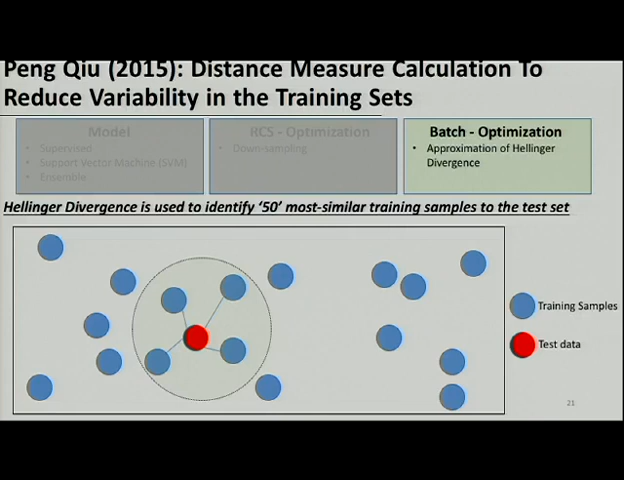 Peng Qiu (2015): Distance Measure Calculation To
Reduce Variability in the Training Sets
Model
• Supervised
• Support Vector Machine (SVM)
• Ensemble
RCS - Optimization
• Down-sampling
Batch - Optimization
• Approximation of Hellinger
Divergence
Hellinger Divergence is used to identify ‘50’ most-similar training samples to the test set
Training Samples
Test data
21